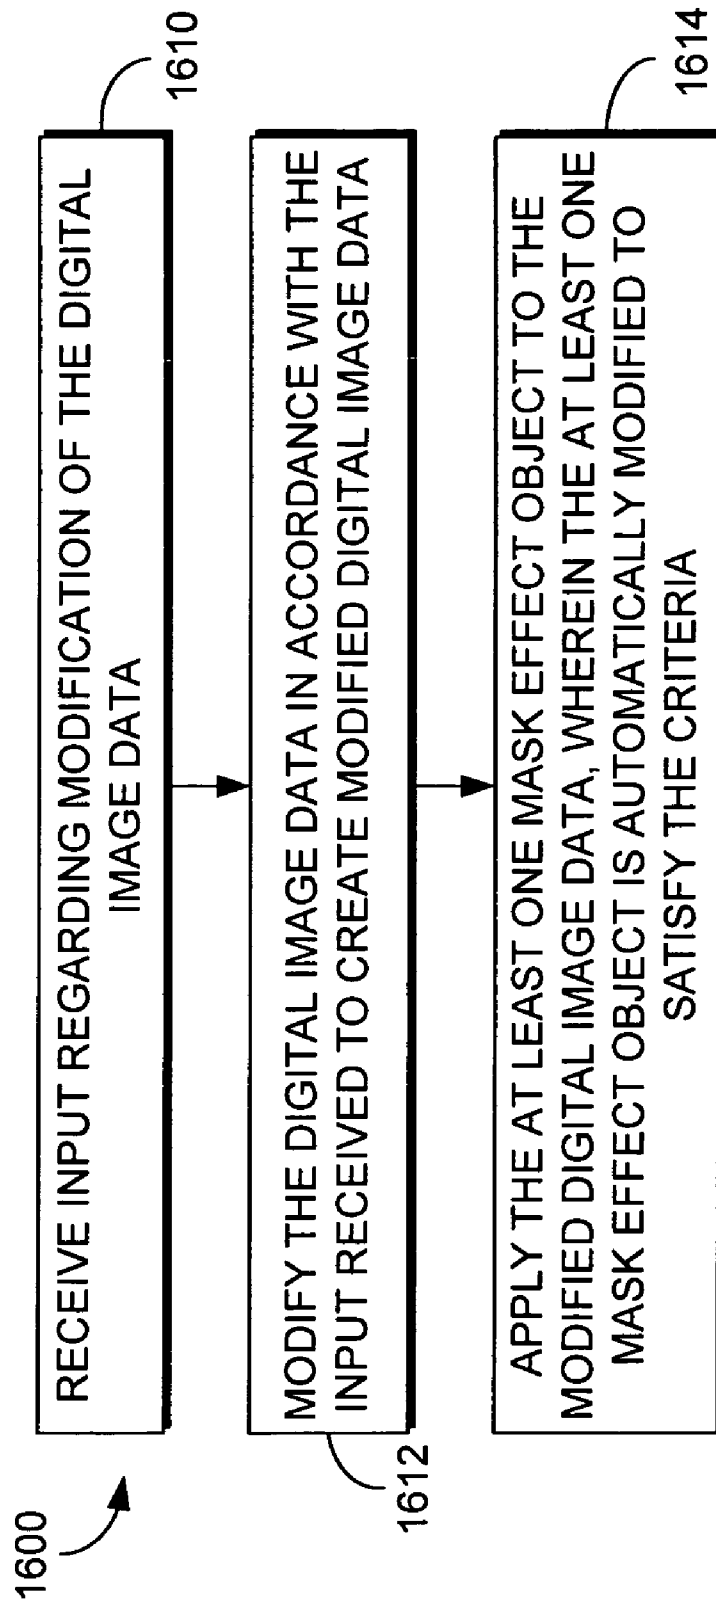 1600
RECEIVE INPUT REGARDING MODIFICATION OF THE DIGITAL
IMAGE DATA
1610
MODIFY THE DIGITAL IMAGE DATA IN ACCORDANCE WITH THE
INPUT RECEIVED TO CREATE MODIFIED DIGITAL IMAGE DATA
1612
APPLY THE AT LEAST ONE MASK EFFECT OBJECT TO THE
MODIFIED DIGITAL IMAGE DATA, WHEREIN THE AT LEAST ONE
MASK EFFECT OBJECT IS AUTOMATICALLY MODIFIED TO
SATISFY THE CRITERIA
1614